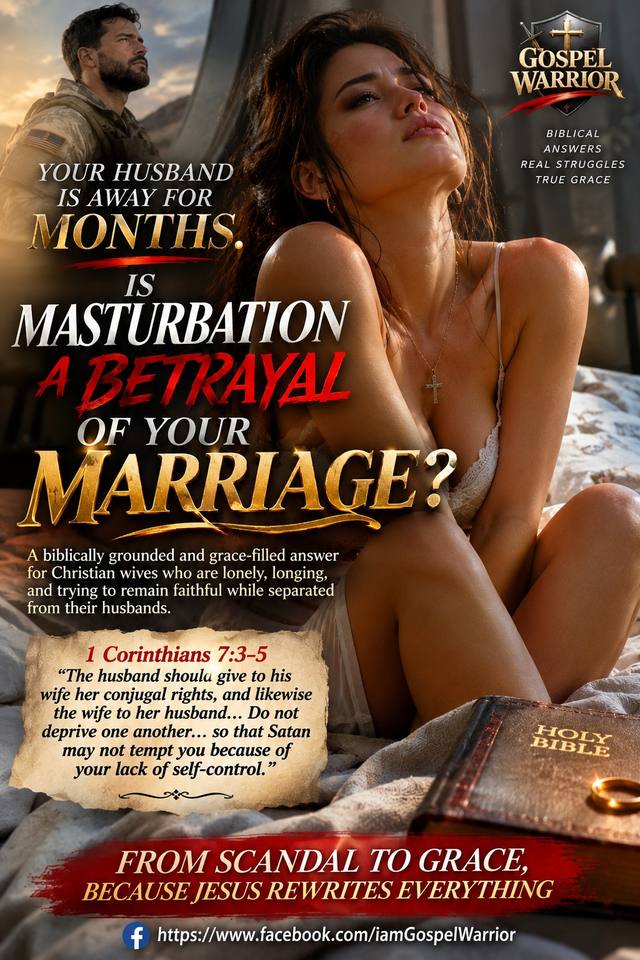 GOSPEL
WARRIOR
BIBLICAL
ANSWERS
REAL STRUGGLES
TRUE GRACE
YOUR HUSBAND
IS AWAY FOR
MONTHS.
IS
MASTURBATION
A BETRAYAL
OF YOUR
MARRIAGE?
A biblically grounded and grace-filled answer
for Christian wives who are lonely, longing,
and trying to remain faithful while separated
from their husbands.
1 Corinthians 7:3–5
“The husband should give to his
wife her conjugal rights, and likewise
the wife to her husband… Do not
deprive one another… so that Satan
may not tempt you because of
your lack of self-control.”
HOLY
BIBLE
FROM SCANDAL TO GRACE,
BECAUSE JESUS REWRITES EVERYTHING
f https://www.facebook.com/iamGospelWarrior